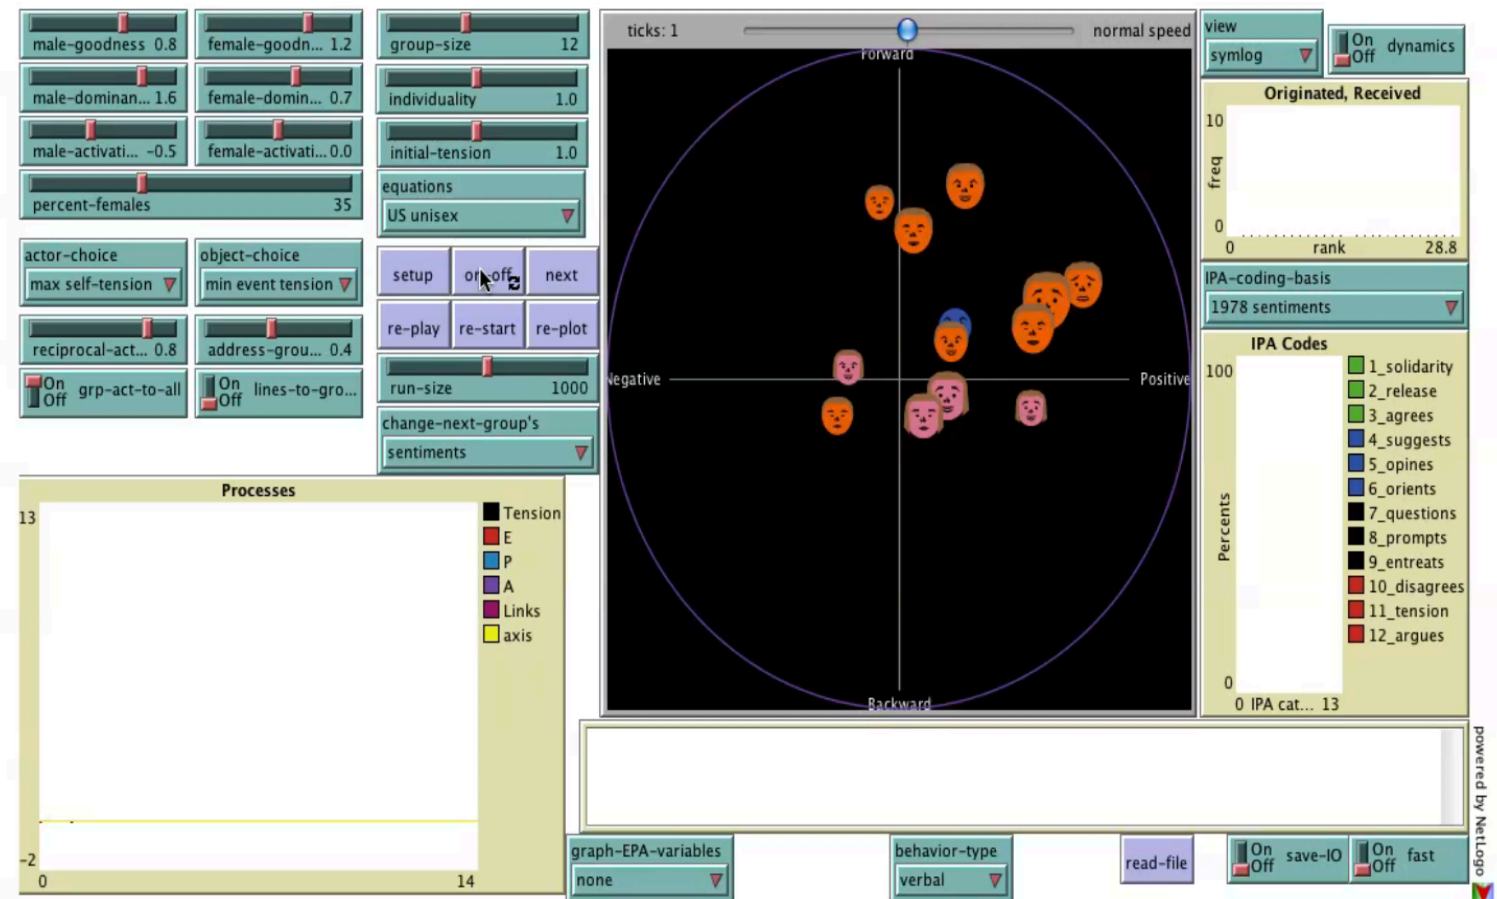 male-goodness 0.8
female-goodn... 1.2
group-size 12
male-dominan... 1.6
female-domin... 0.7
individuality 1.0
male-activati... -0.5
female-activati... 0.0
initial-tension 1.0
percent-females 35
equations
US unisex
actor-choice
max self-tension
object-choice
min event tension
setup
on-off
next
re-play
re-start
re-plot
reciprocal-act... 0.8
address-grou... 0.4
run-size 1000
On
Off
grp-act-to-all
On
Off
lines-to-gro...
change-next-group's
sentiments
Processes
13
-2
0
14
Tension
E
P
A
Links
axis
ticks: 1
normal speed
Forward
Negative
Positive
Backward
view
symlog
On
Off
dynamics
Originated, Received
10
freq
0
0
rank
28.8
IPA-coding-basis
1978 sentiments
IPA Codes
100
Percents
0
0 IPA cat... 13
1_solidarity
2_release
3_agrees
4_suggests
5_opines
6_orients
7_questions
8_prompts
9_entreats
10_disagrees
11_tension
12_argues
graph-EPA-variables
none
behavior-type
verbal
read-file
On
Off
save-IO
On
Off
fast
powered by NetLogo